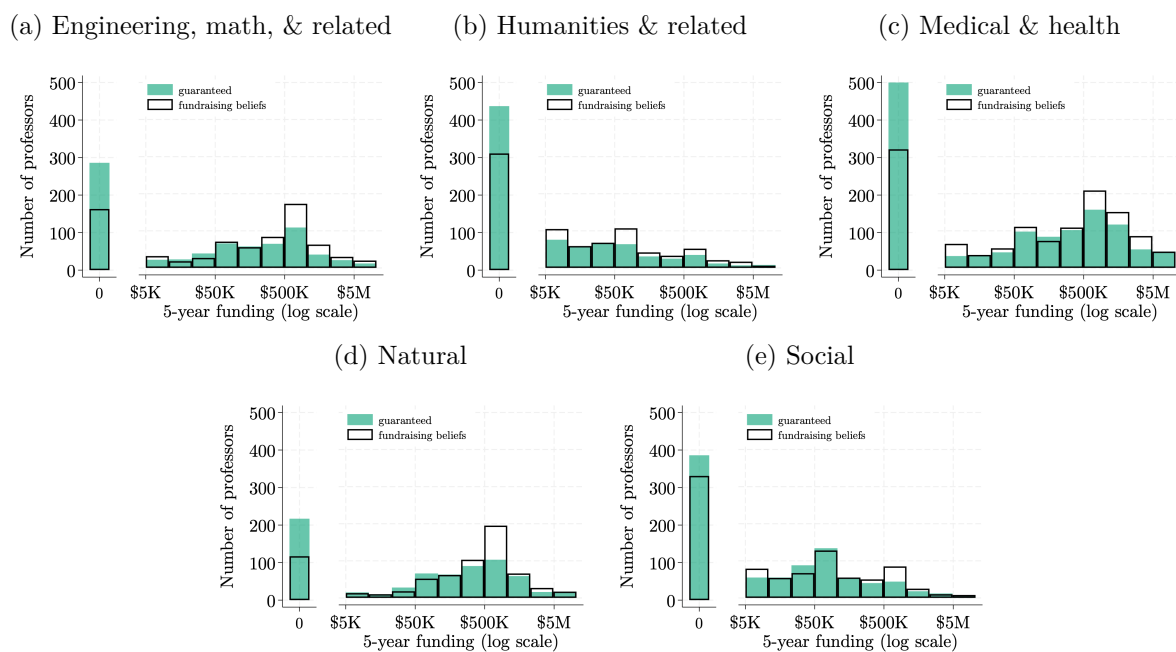 (a) Engineering, math, & related
(b) Humanities & related
(c) Medical & health
Number of professors
500
400
300
200
100
0
guaranteed
fundraising beliefs
0
$5K
$50K
$500K
$5M
5-year funding (log scale)
Number of professors
500
400
300
200
100
0
guaranteed
fundraising beliefs
0
$5K
$50K
$500K
$5M
5-year funding (log scale)
Number of professors
500
400
300
200
100
0
guaranteed
fundraising beliefs
0
$5K
$50K
$500K
$5M
5-year funding (log scale)
(d) Natural
(e) Social
Number of professors
500
400
300
200
100
0
guaranteed
fundraising beliefs
0
$5K
$50K
$500K
$5M
5-year funding (log scale)
Number of professors
500
400
300
200
100
0
guaranteed
fundraising beliefs
0
$5K
$50K
$500K
$5M
5-year funding (log scale)